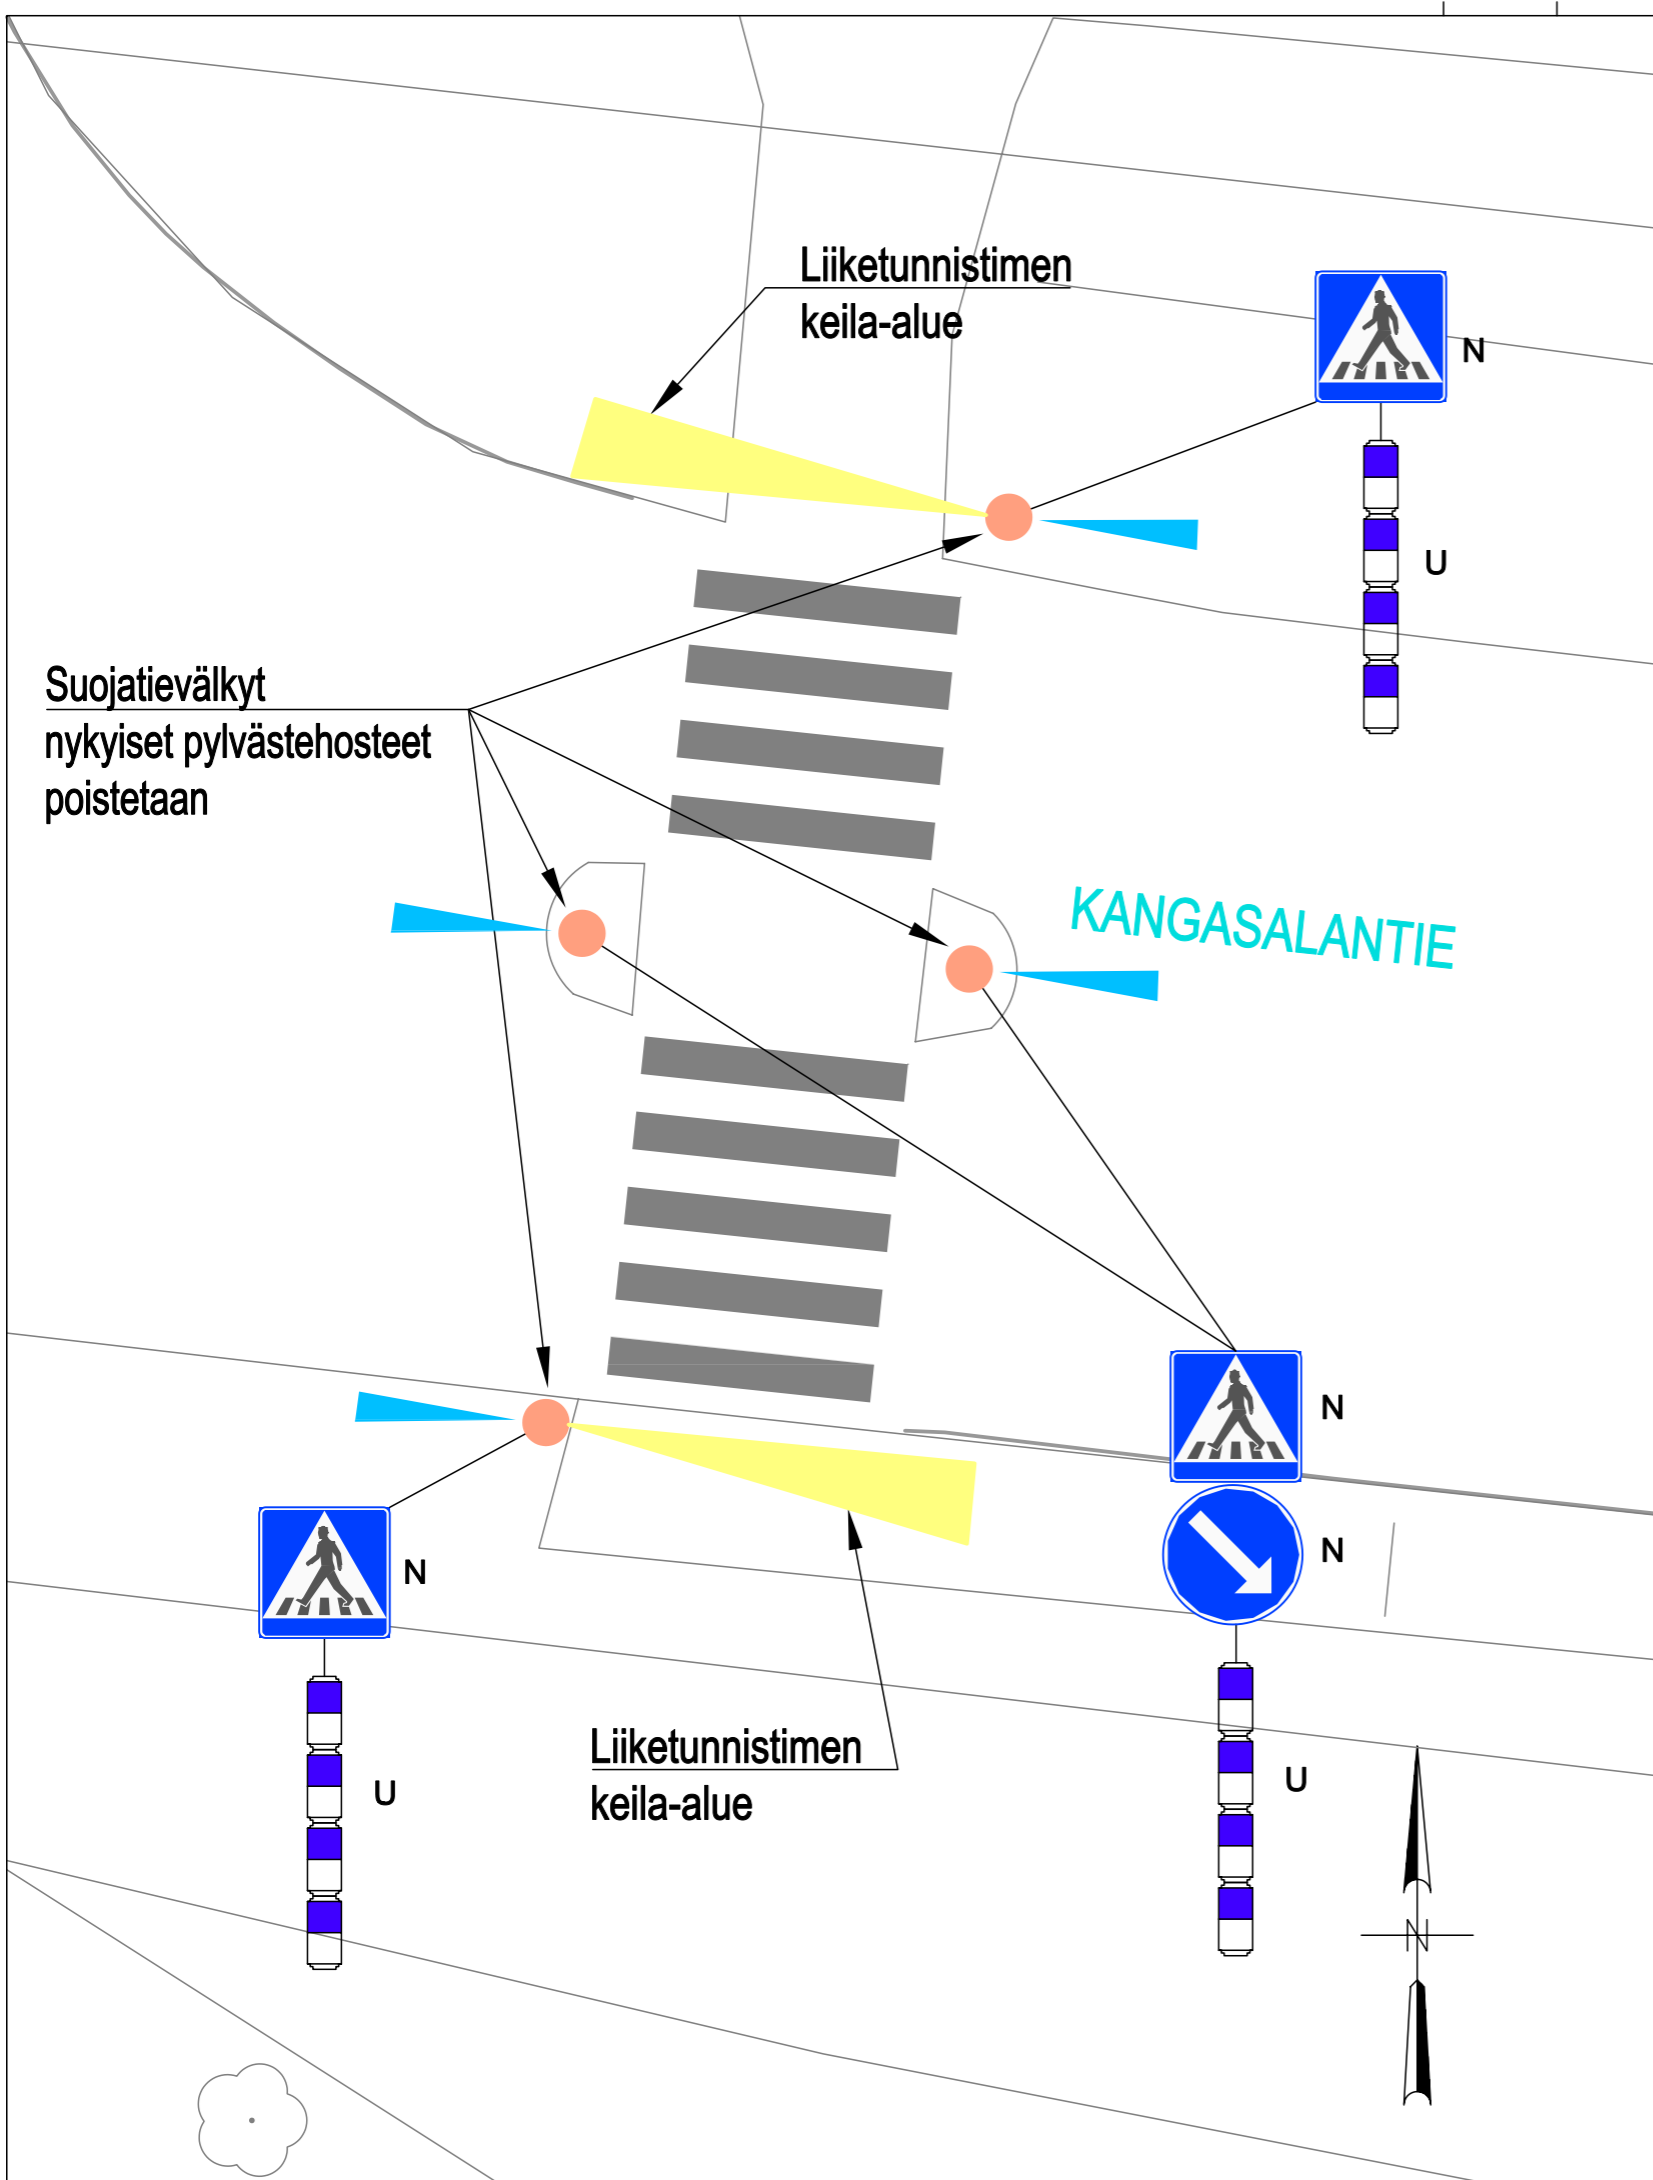 Liiketunnistimen
keila-alue
N
U
Suojatievälkyt
nykyiset pylvästehosteet
poistetaan
KANGASALANTIE
N
N
N
U
Liiketunnistimen
keila-alue
U
N